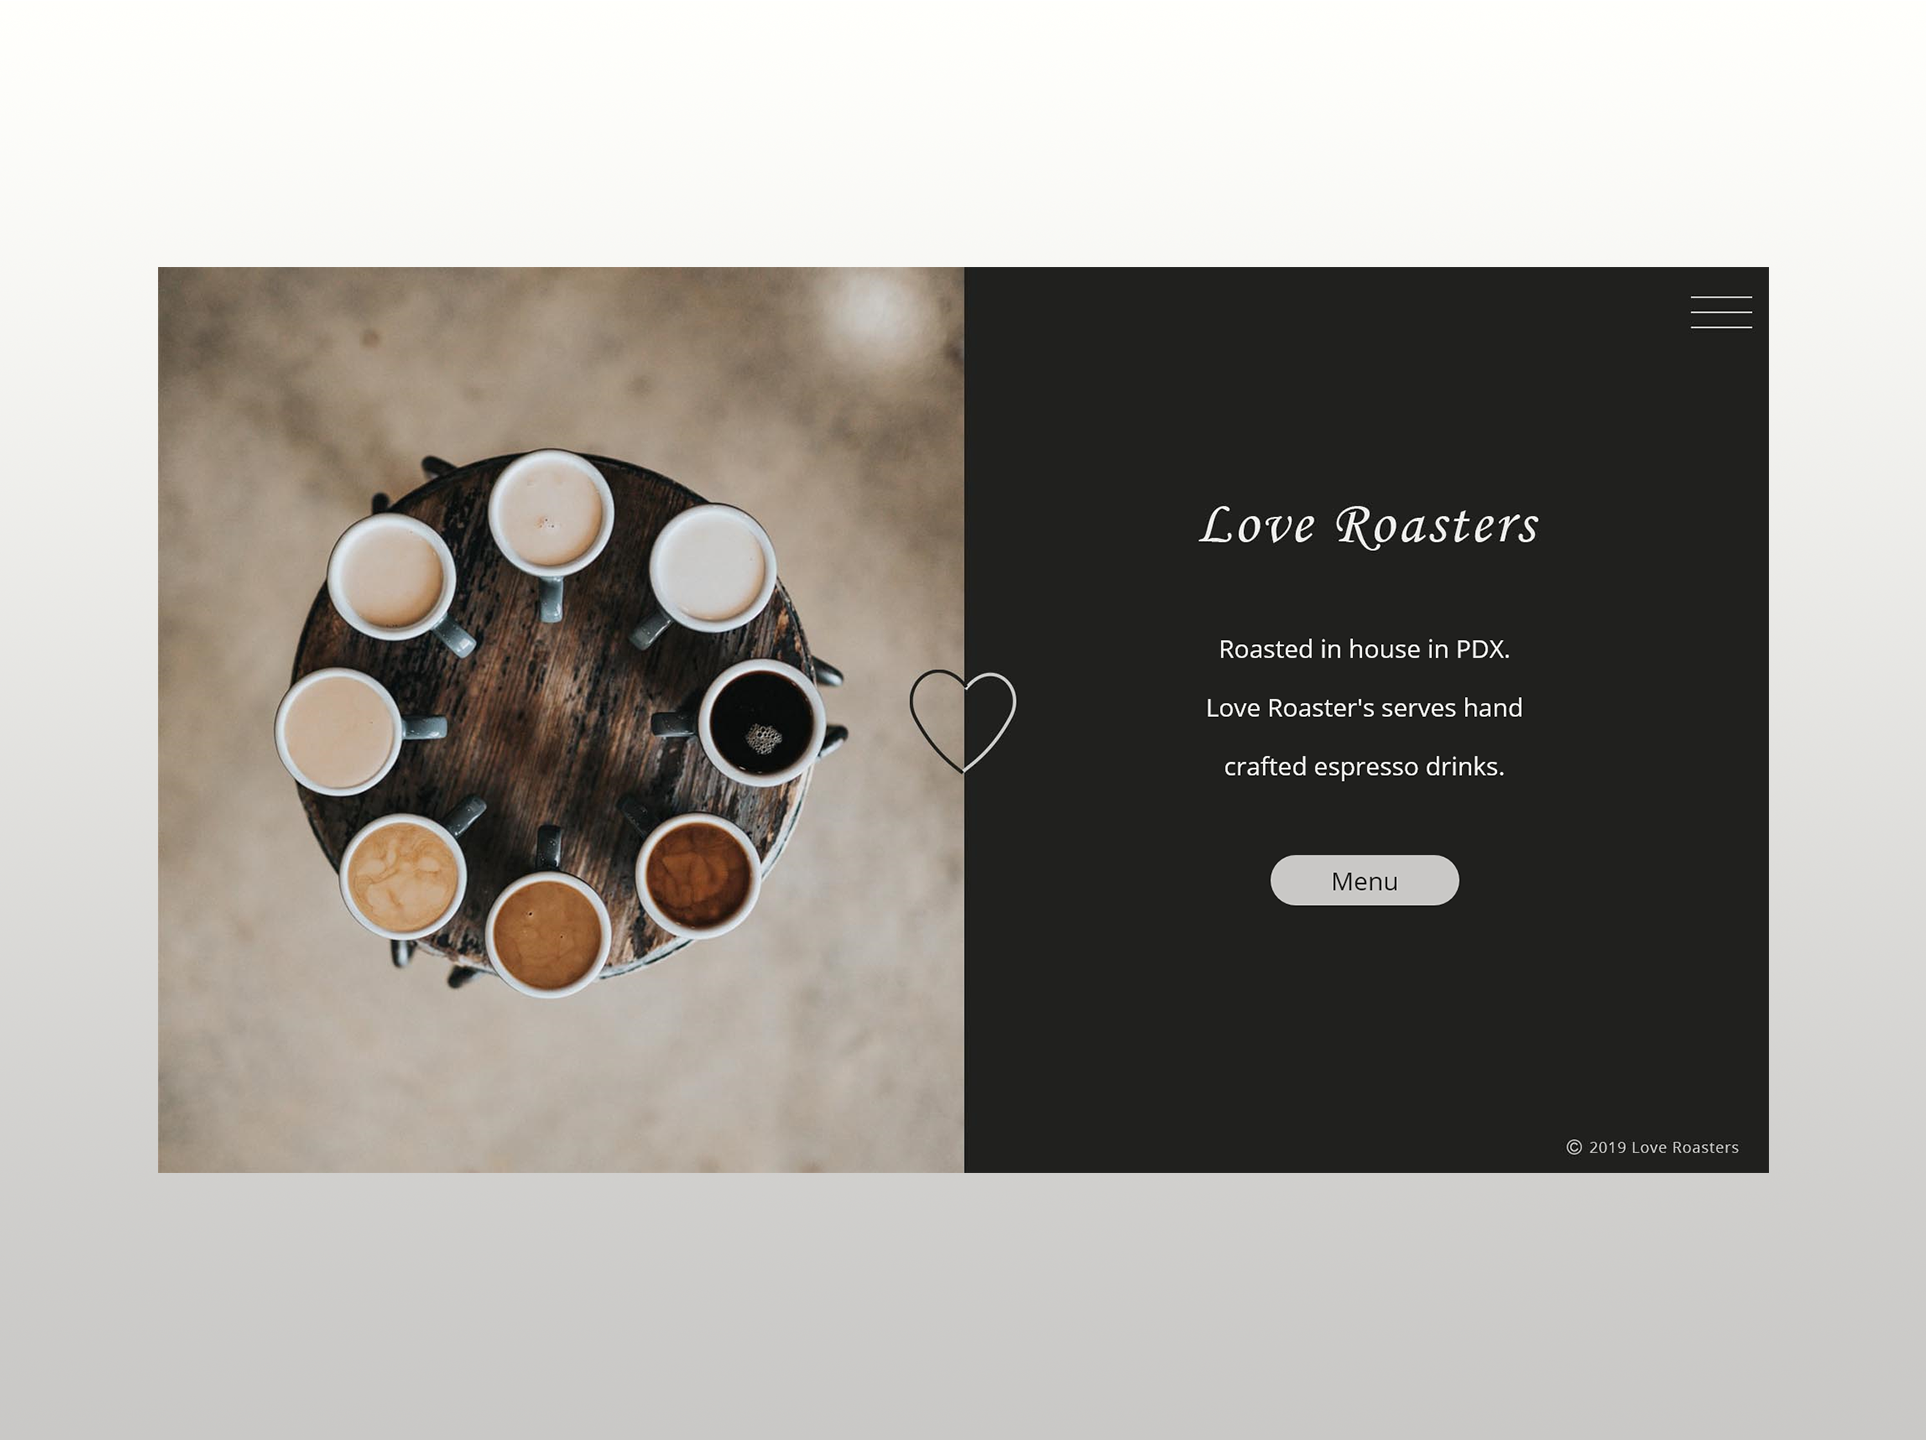 Love Roasters
Roasted in house in PDX.
Love Roaster's serves hand
crafted espresso drinks.
Menu
© 2019 Love Roasters